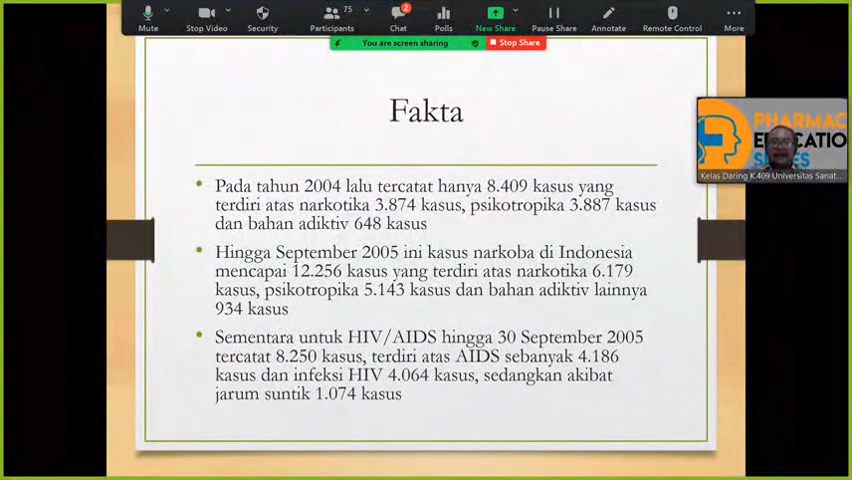 75
2
Mute
Stop Video
Security
Participants
Chat
Polls
New Share
Pause Share
Annotate
Remote Control
More
You are screen sharing
Stop Share
Fakta
• Pada tahun 2004 lalu tercatat hanya 8.409 kasus yang
terdiri atas narkotika 3.874 kasus, psikotropika 3.887 kasus
dan bahan adiktiv 648 kasus
• Hingga September 2005 ini kasus narkoba di Indonesia
mencapai 12.256 kasus yang terdiri atas narkotika 6.179
kasus, psikotropika 5.143 kasus dan bahan adiktiv lainnya
934 kasus
• Sementara untuk HIV/AIDS hingga 30 September 2005
tercatat 8.250 kasus, terdiri atas AIDS sebanyak 4.186
kasus dan infeksi HIV 4.064 kasus, sedangkan akibat
jarum suntik 1.074 kasus
PHARMAC
EDUCATIO
Kelas Daring K.409 Universitas Sanat...